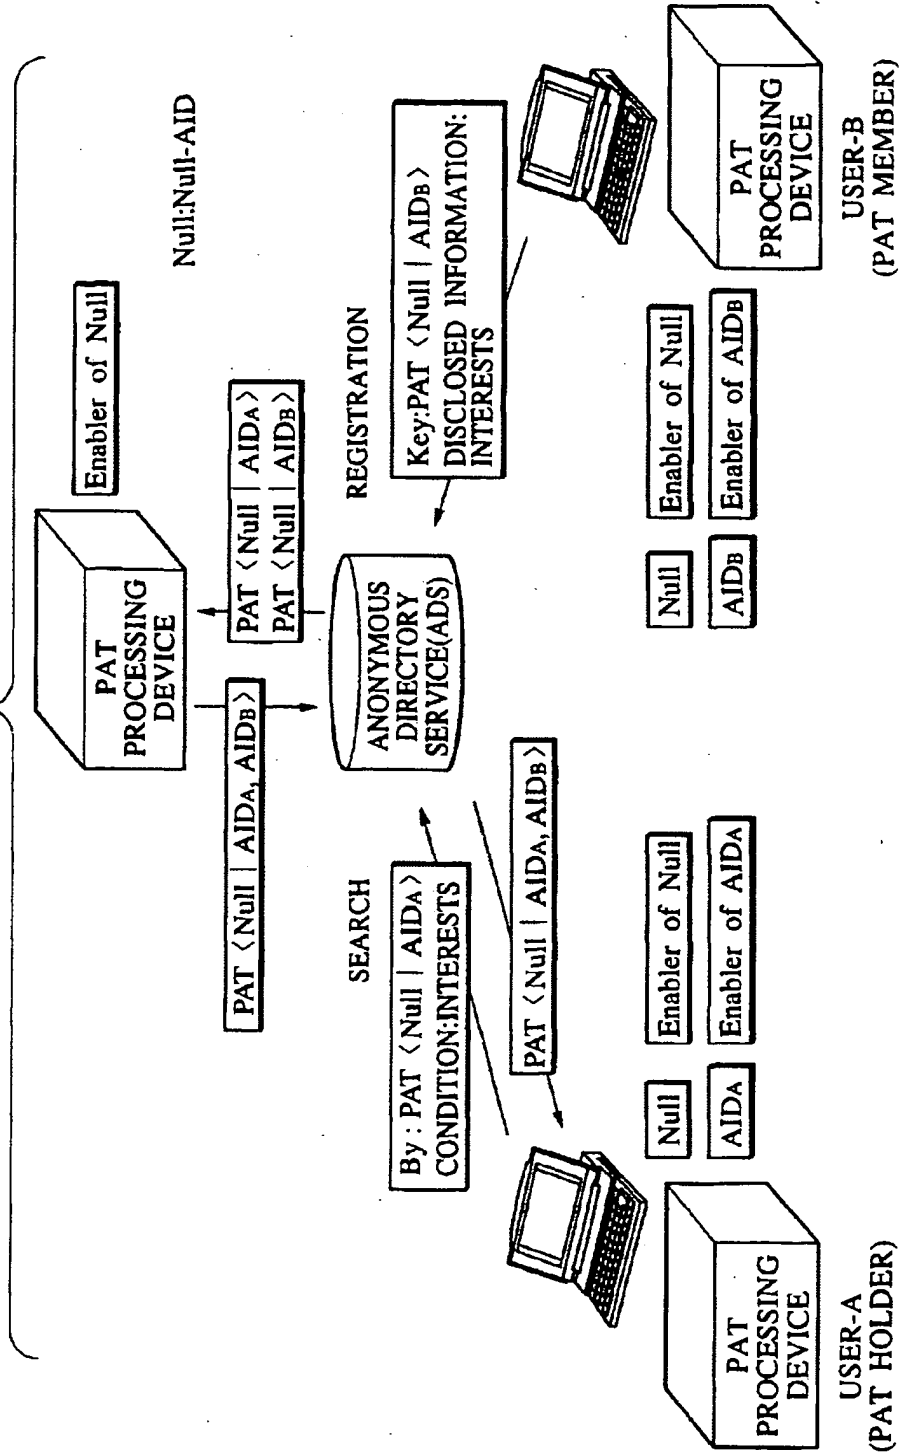 PAT
PROCESSING
DEVICE
Enabler of Null
Null:Null-AID
PAT <Null | AIDA, AIDB>
PAT <Null | AIDA>
PAT <Null | AIDB>
SEARCH
ANONYMOUS
DIRECTORY
SERVICE(ADS)
REGISTRATION
By : PAT <Null | AIDA>
CONDITION:INTERESTS
Key:PAT <Null | AIDB>
DISCLOSED INFORMATION:
INTERESTS
PAT <Null | AIDA, AIDB>
Null
Enabler of Null
AIDA
Enabler of AIDA
Null
Enabler of Null
AIDB
Enabler of AIDB
PAT
PROCESSING
DEVICE
USER-A
(PAT HOLDER)
PAT
PROCESSING
DEVICE
USER-B
(PAT MEMBER)